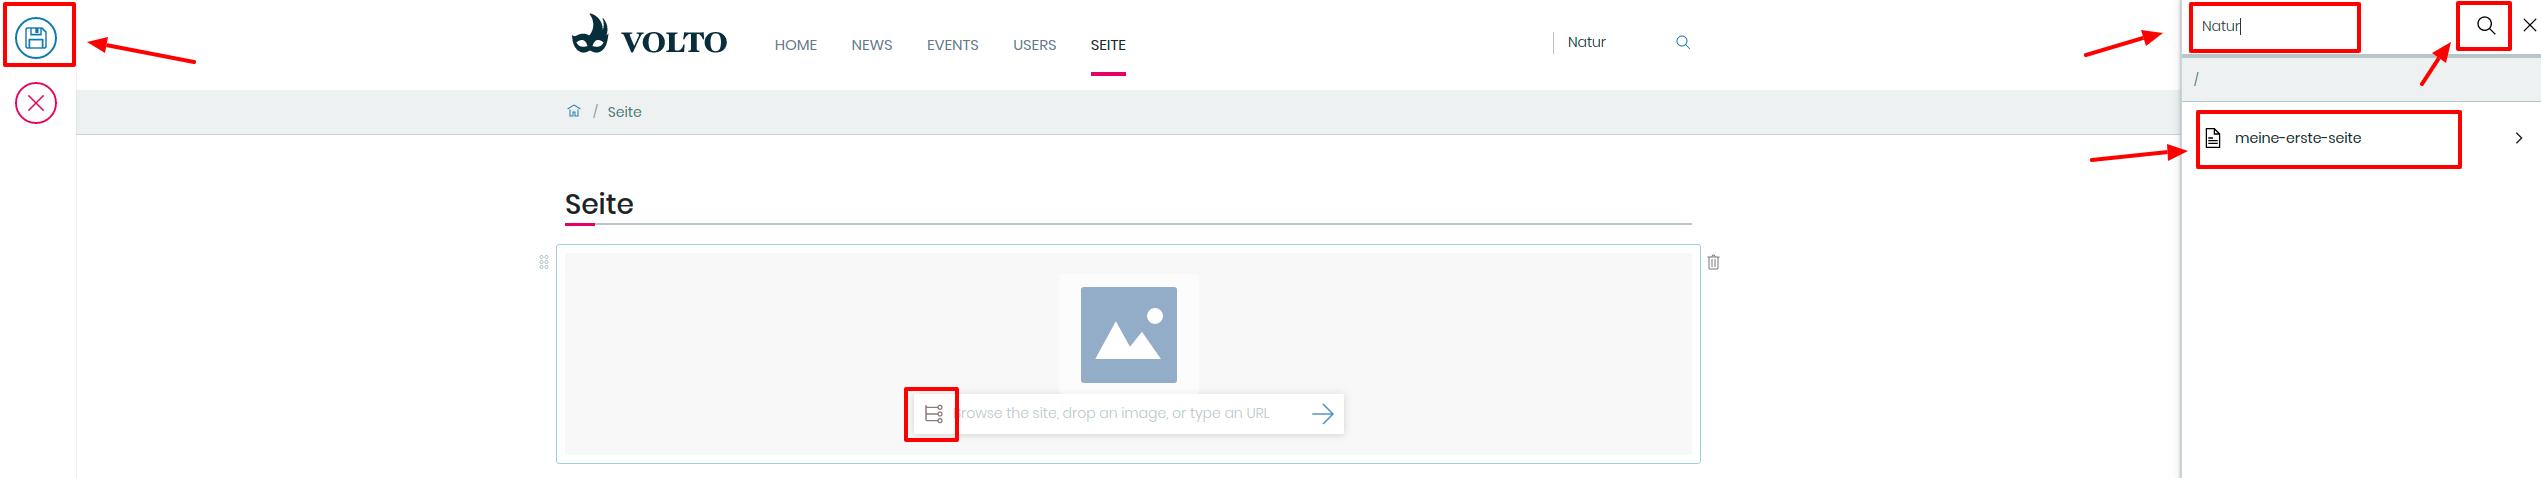 VOLTO
HOME NEWS EVENTS USERS SEITE
Natur
/ Seite
Seite
Browse the site, drop an image, or type an URL
Natur
/
meine-erste-seite